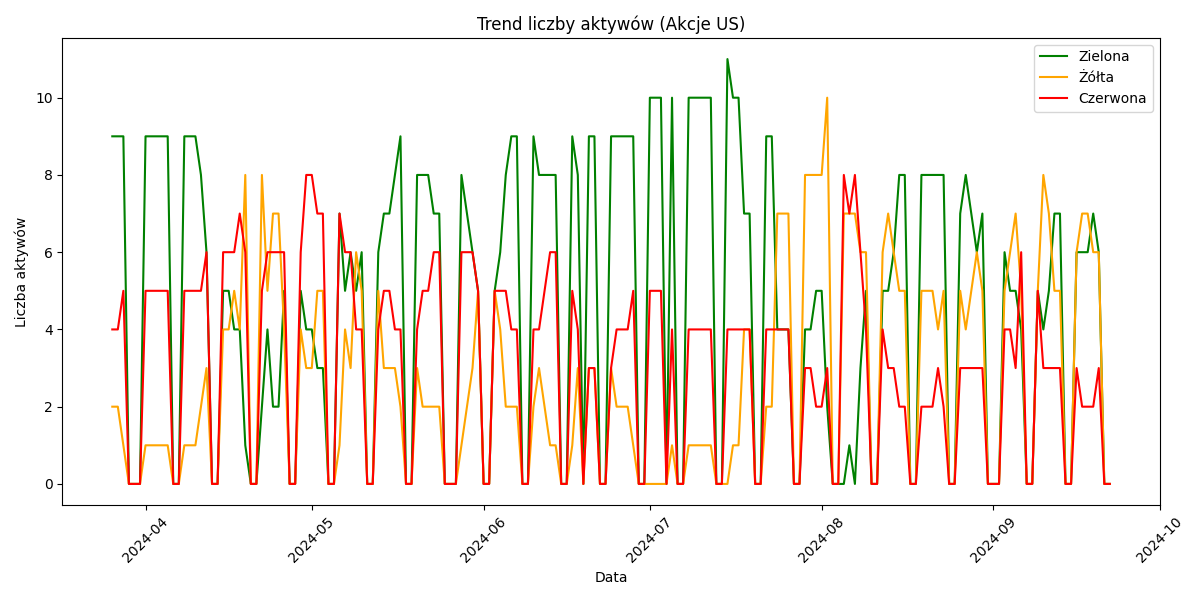 Trend liczby aktywów (Akcje US)
Zielona
Żółta
Czerwona
Liczba aktywów
10
8
6
4
2
0
2024-04
2024-05
2024-06
2024-07
2024-08
2024-09
2024-10
Data